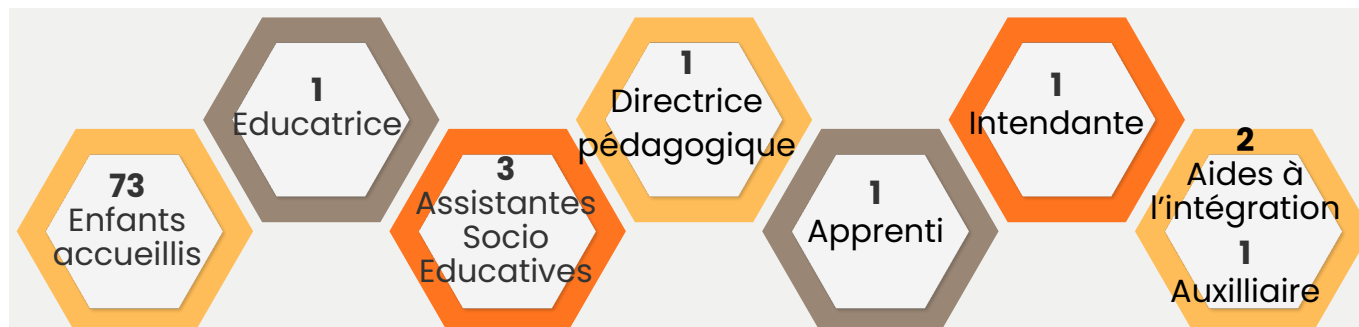 73
Enfants
accueillis
1
Educatrice
3
Assistantes
Socio
Educatives
1
Directrice
pédagogique
1
Apprenti
1
Intendante
2
Aides à
l’intégration
1
Auxilliaire